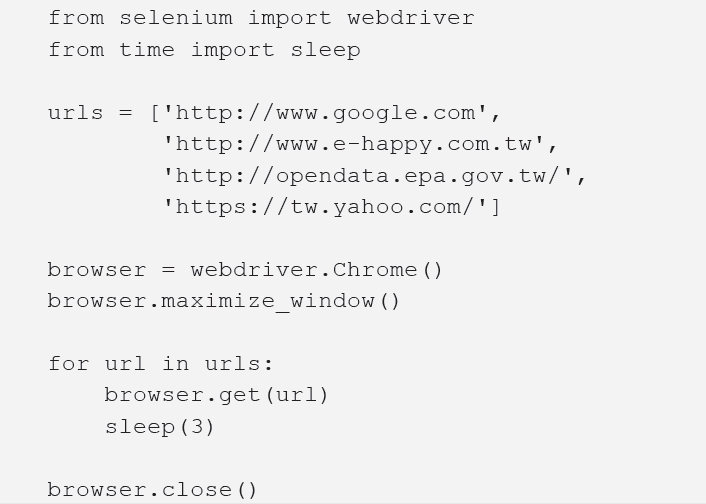 from selenium import webdriver
from time import sleep
urls = ['http://www.google.com',
        'http://www.e-happy.com.tw',
        'http://opendata.epa.gov.tw/',
        'https://tw.yahoo.com/']
browser = webdriver.Chrome()
browser.maximize_window()
for url in urls:
    browser.get(url)
    sleep(3)
browser.close()